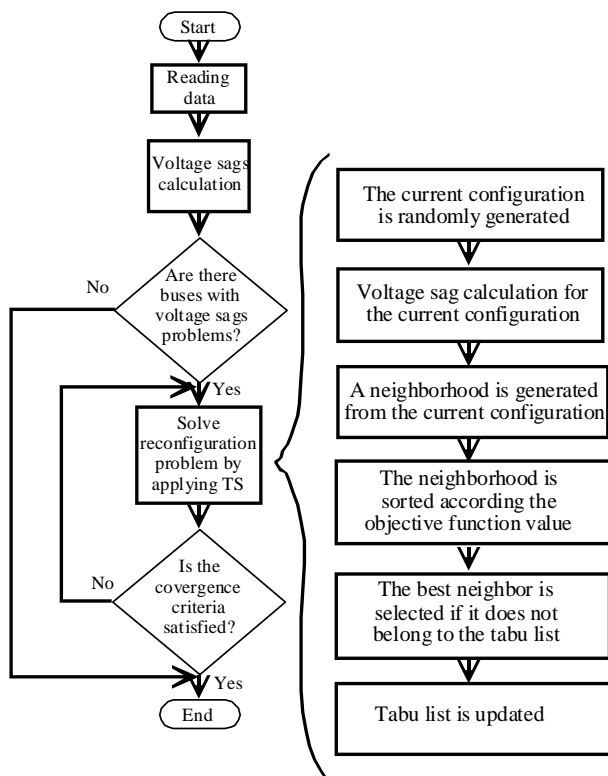 Start
Reading
data
Voltage sags
calculation
Are there
buses with
voltage sags
problems?
No
Yes
Solve
reconfiguration
problem by
applying TS
Is the
covergence
criteria
satisfied?
No
Yes
End
The current configuration
is randomly generated
Voltage sag calculation for
the current configuration
A neighborhood is generated
from the current configuration
The neighborhood is
sorted according the
objective function value
The best neighbor is
selected if it does not
belong to the tabu list
Tabu list is updated